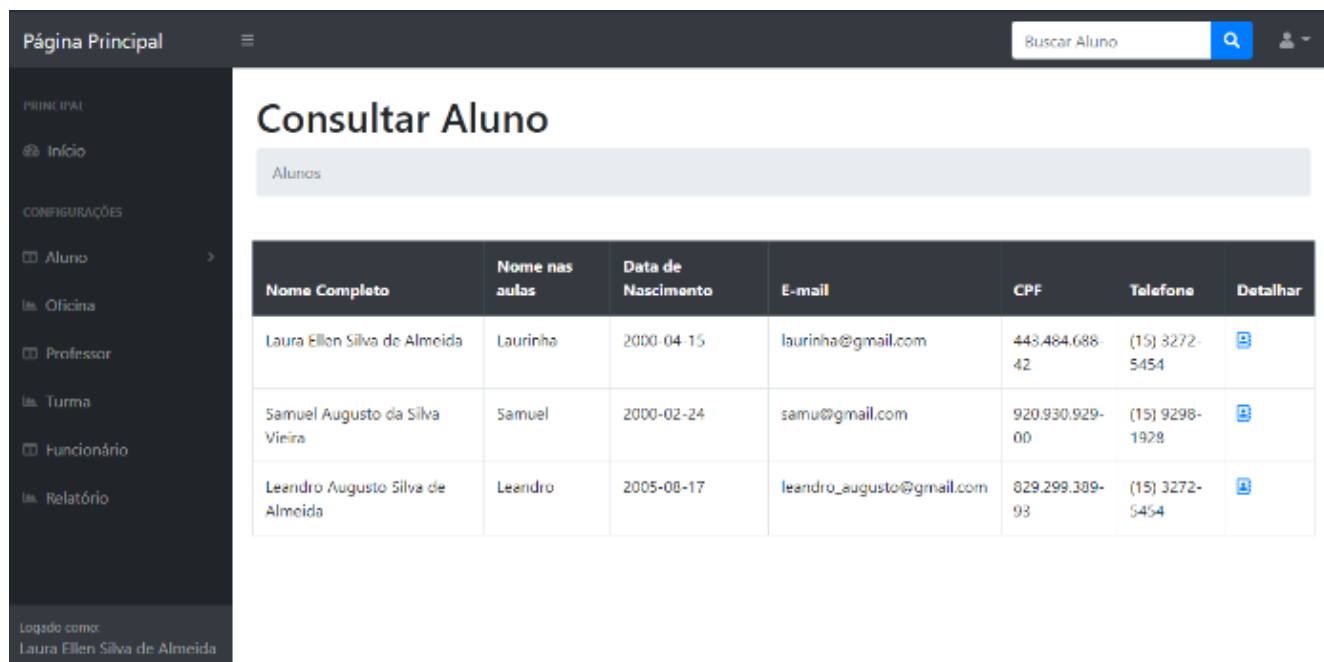 Página Principal
Buscar Aluno
PRINCIPAL
Início
CONFIGURAÇÕES
Aluno
Oficina
Professor
Turma
Funcionário
Relatório
Logado como:
Laura Ellen Silva de Almeida
Consultar Aluno
Alunos
Nome Completo
Nome nas
aulas
Data de
Nascimento
E-mail
CPF
Telefone
Detalhar
Laura Ellen Silva de Almeida
Laurinha
2000-04-15
laurinha@gmail.com
443.484.688-
42
(15) 3272-
5454
Samuel Augusto da Silva
Vieira
Samuel
2000-02-24
samu@gmail.com
920.930.929-
00
(15) 9298-
1928
Leandro Augusto Silva de
Almeida
Leandro
2005-08-17
leandro_augusto@gmail.com
829.299.389-
93
(15) 3272-
5454